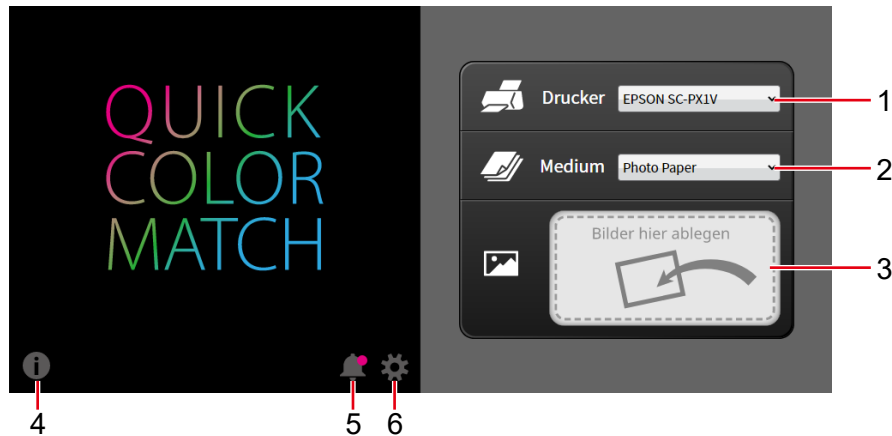 QUICK
COLOR
MATCH
Drucker EPSON SC-PX1V
Medium Photo Paper
Bilder hier ablegen
1
2
3
4
5
6